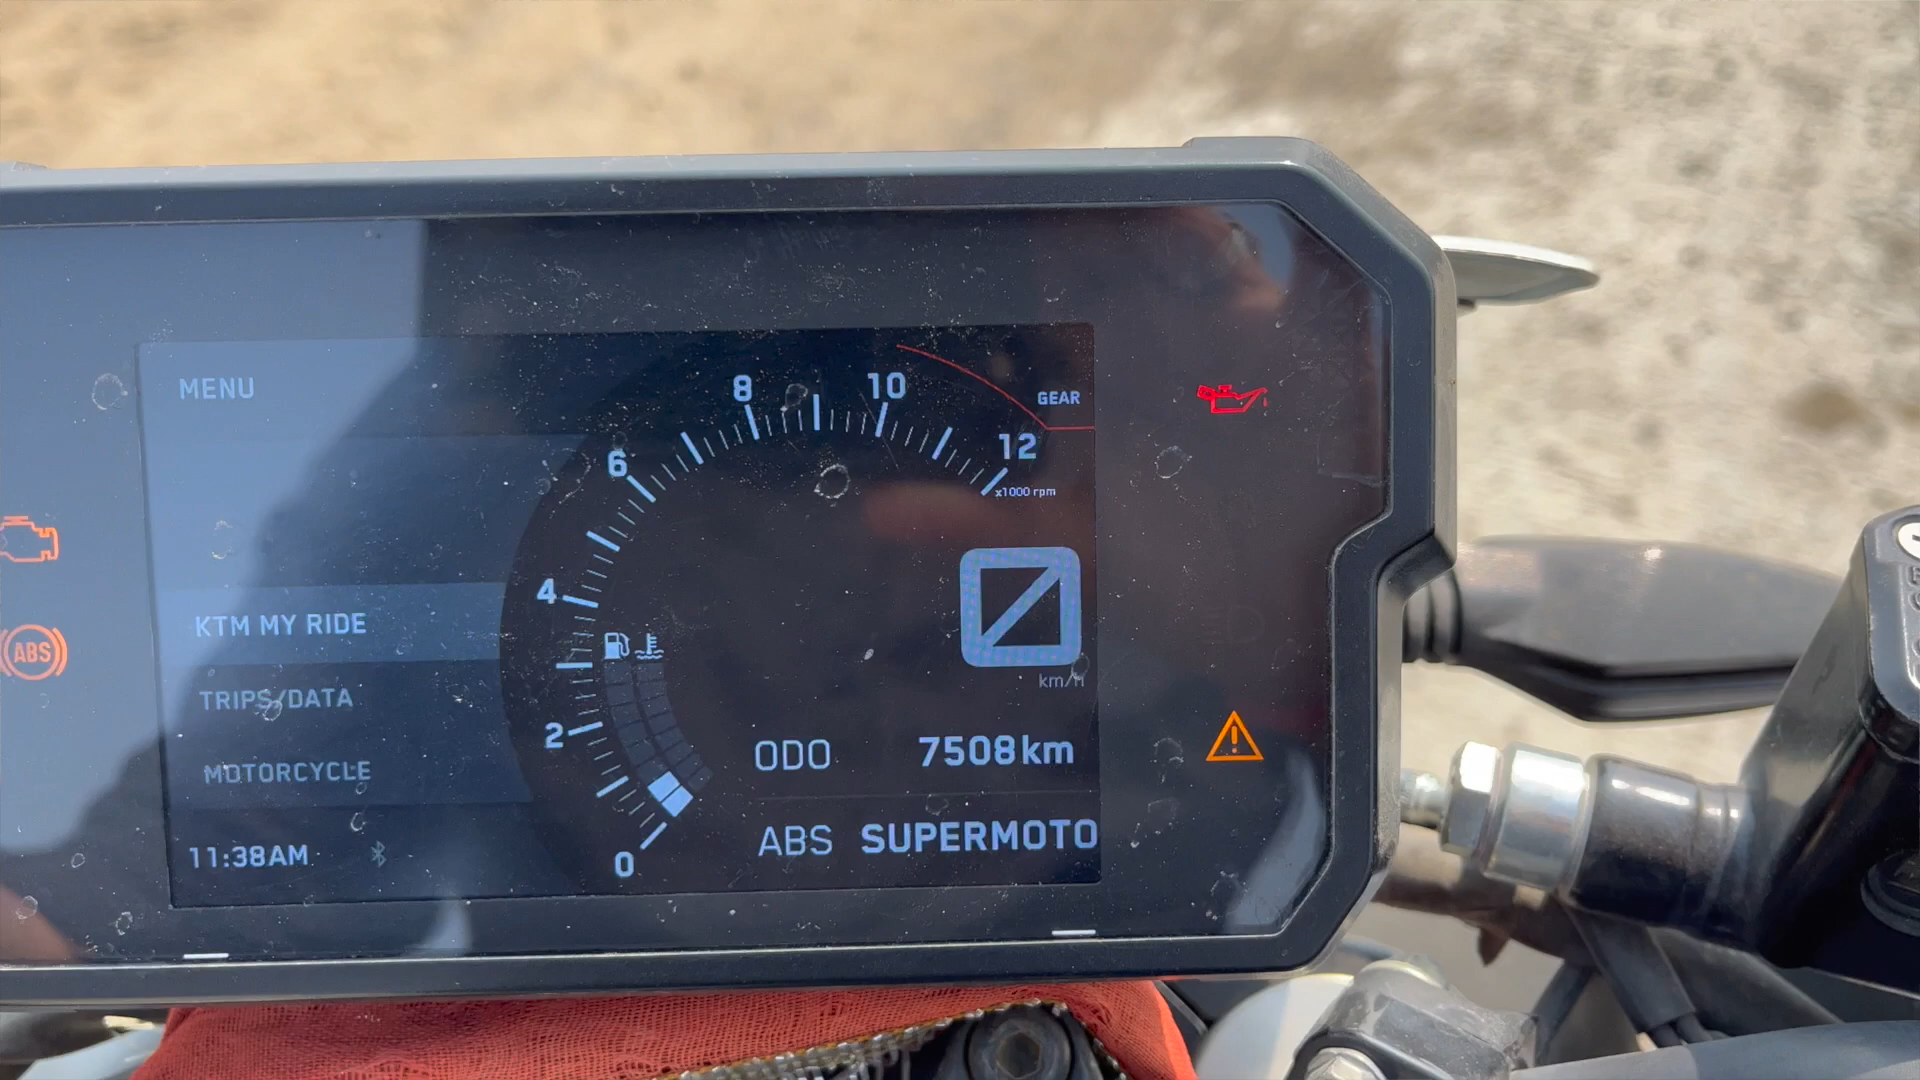 MENU
8
10
GEAR
6
12
x1000 rpm
4
KTM MY RIDE
ABS
km/h
TRIPS/DATA
2
ODO 7508km
MOTORCYCLE
ABS SUPERMOTO
11:38AM
0